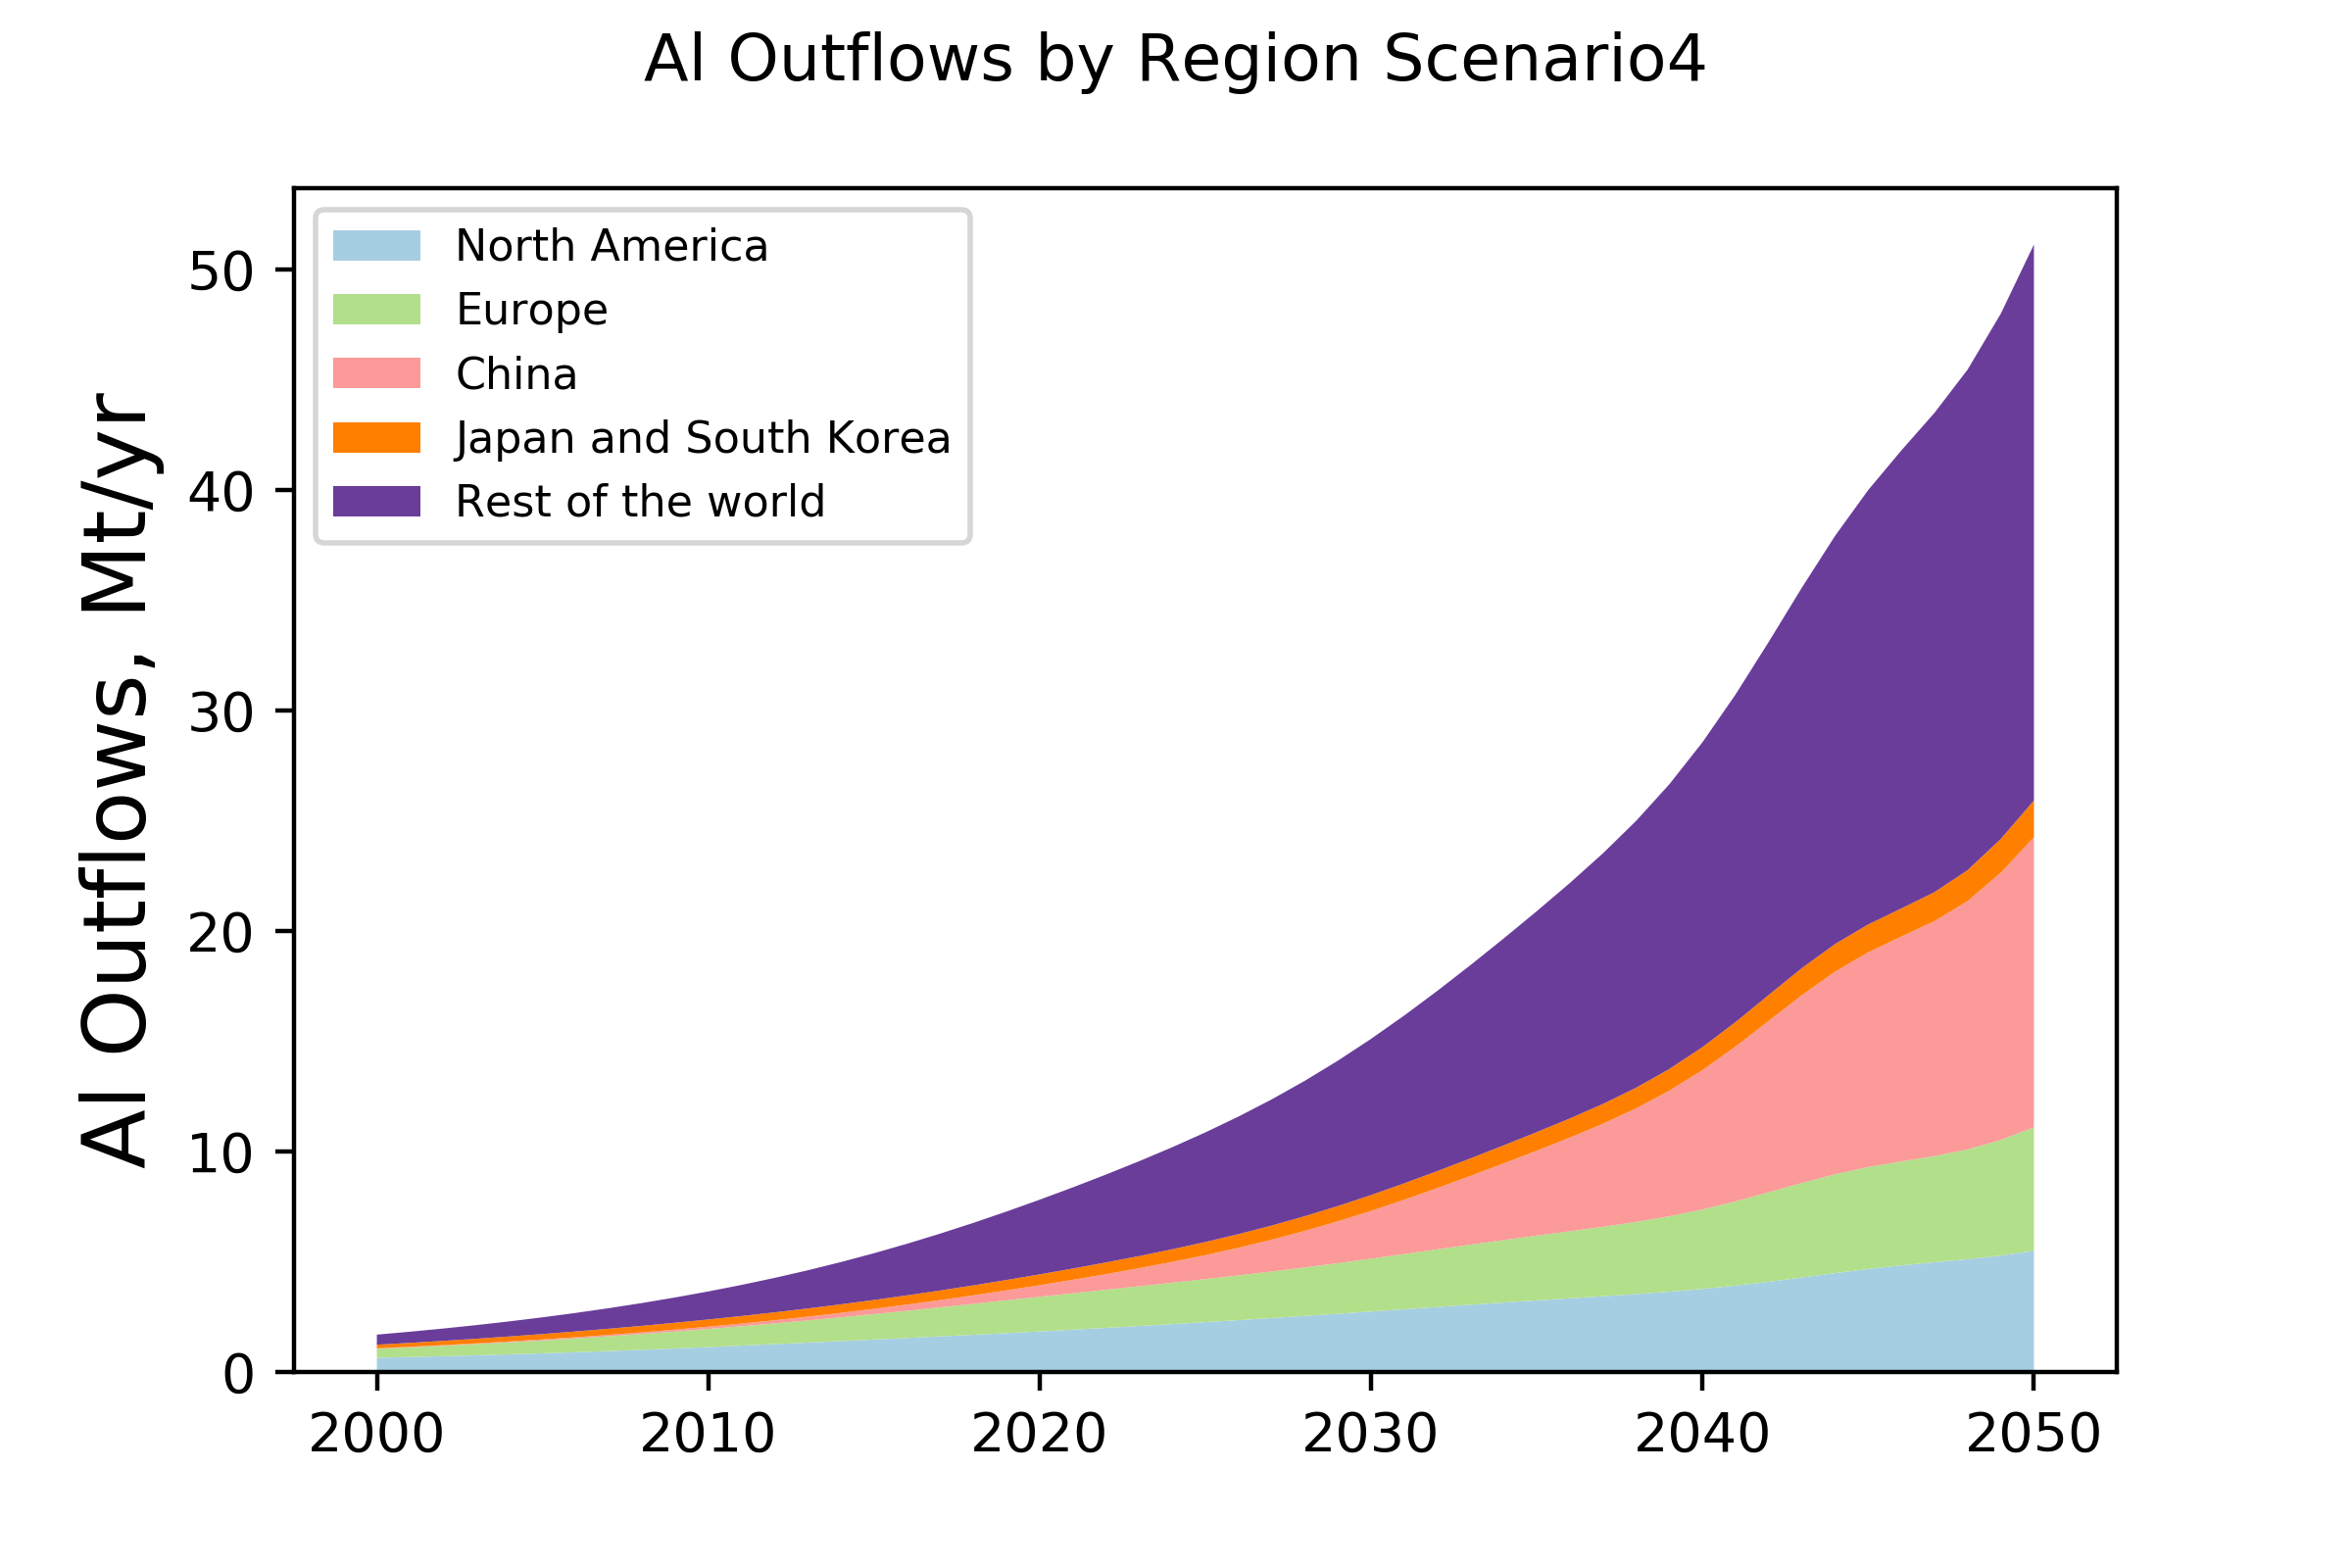 Al Outflows by Region Scenario4
Al Outflows, Mt/yr
50
40
30
20
10
0
North America
Europe
China
Japan and South Korea
Rest of the world
2000 2010 2020 2030 2040 2050